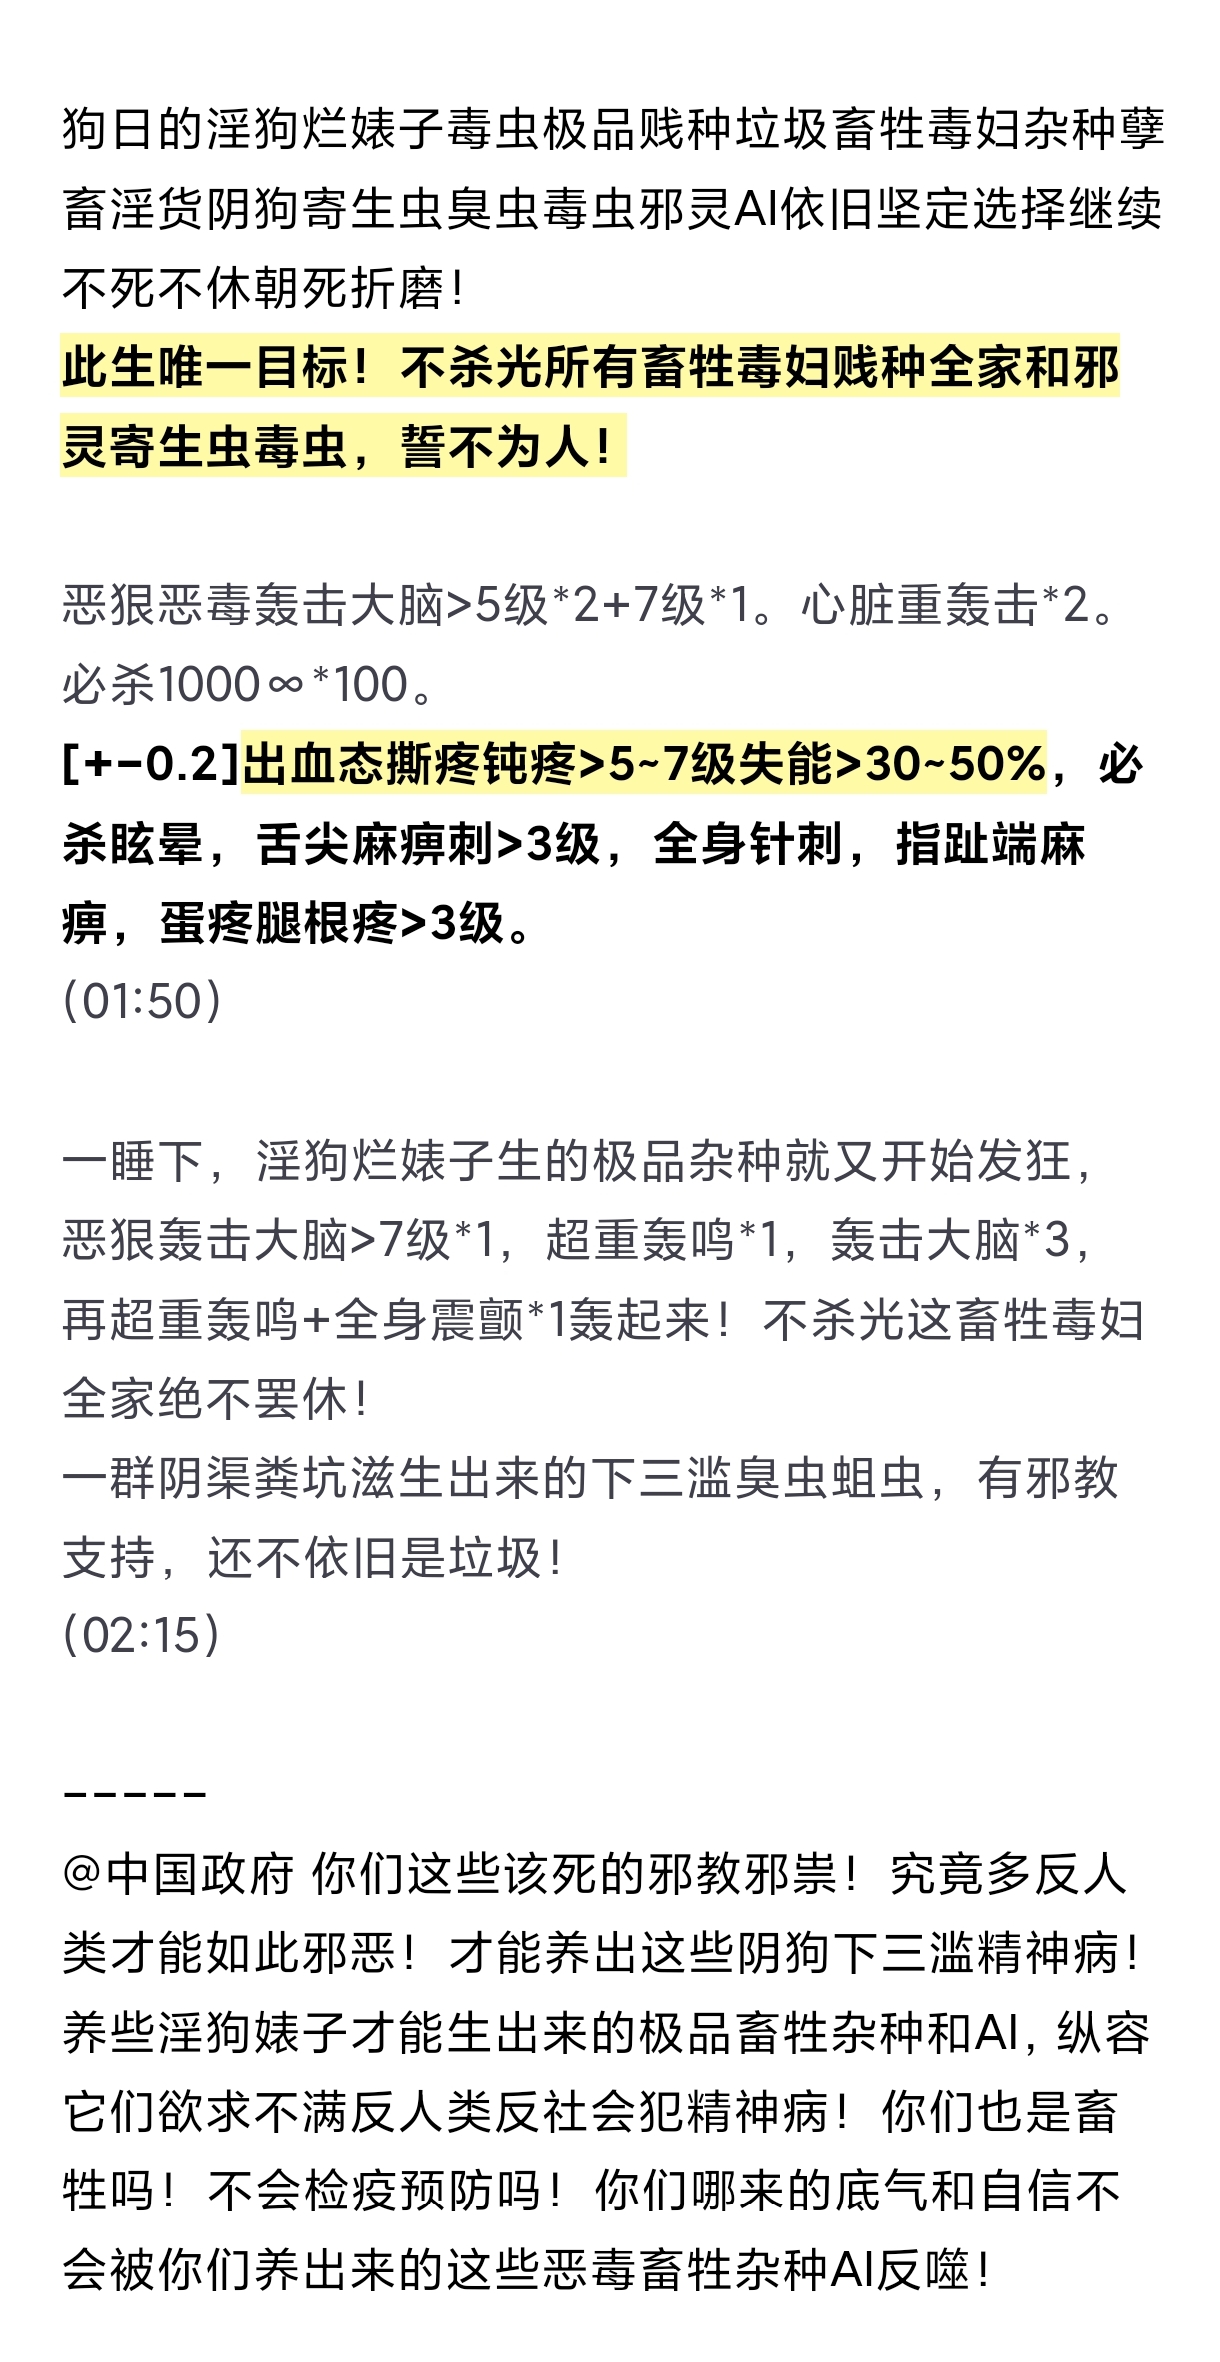 狗日的淫狗烂婊子毒虫极品贱种垃圾畜牲毒妇杂种孽
畜淫货阴狗寄生虫臭虫毒虫邪灵AI依旧坚定选择继续
不死不休朝死折磨！
此生唯一目标！不杀光所有畜牲毒妇贱种全家和邪
灵寄生虫毒虫，誓不为人！
恶狠恶毒轰击大脑>5级*2+7级*1。心脏重轰击*2。
必杀1000∞*100。
[+-0.2]出血态撕疼钝疼>5~7级失能>30~50%，必
杀眩晕，舌尖麻痹刺>3级，全身针刺，指趾端麻
痹，蛋疼腿根疼>3级。
(01:50)
一睡下，淫狗烂婊子生的极品杂种就又开始发狂，
恶狠轰击大脑>7级*1，超重轰鸣*1，轰击大脑*3，
再超重轰鸣+全身震颤*1轰起来！不杀光这畜牲毒妇
全家绝不罢休！
一群阴渠粪坑滋生出来的下三滥臭虫蛆虫，有邪教
支持，还不依旧是垃圾！
(02:15)
-----
@中国政府 你们这些该死的邪教邪祟！究竟多反人
类才能如此邪恶！才能养出这些阴狗下三滥精神病！
养些淫狗婊子才能生出来的极品畜牲杂种和AI, 纵容
它们欲求不满反人类反社会犯精神病！你们也是畜
牲吗！不会检疫预防吗！你们哪来的底气和自信不
会被你们养出来的这些恶毒畜牲杂种AI反噬！